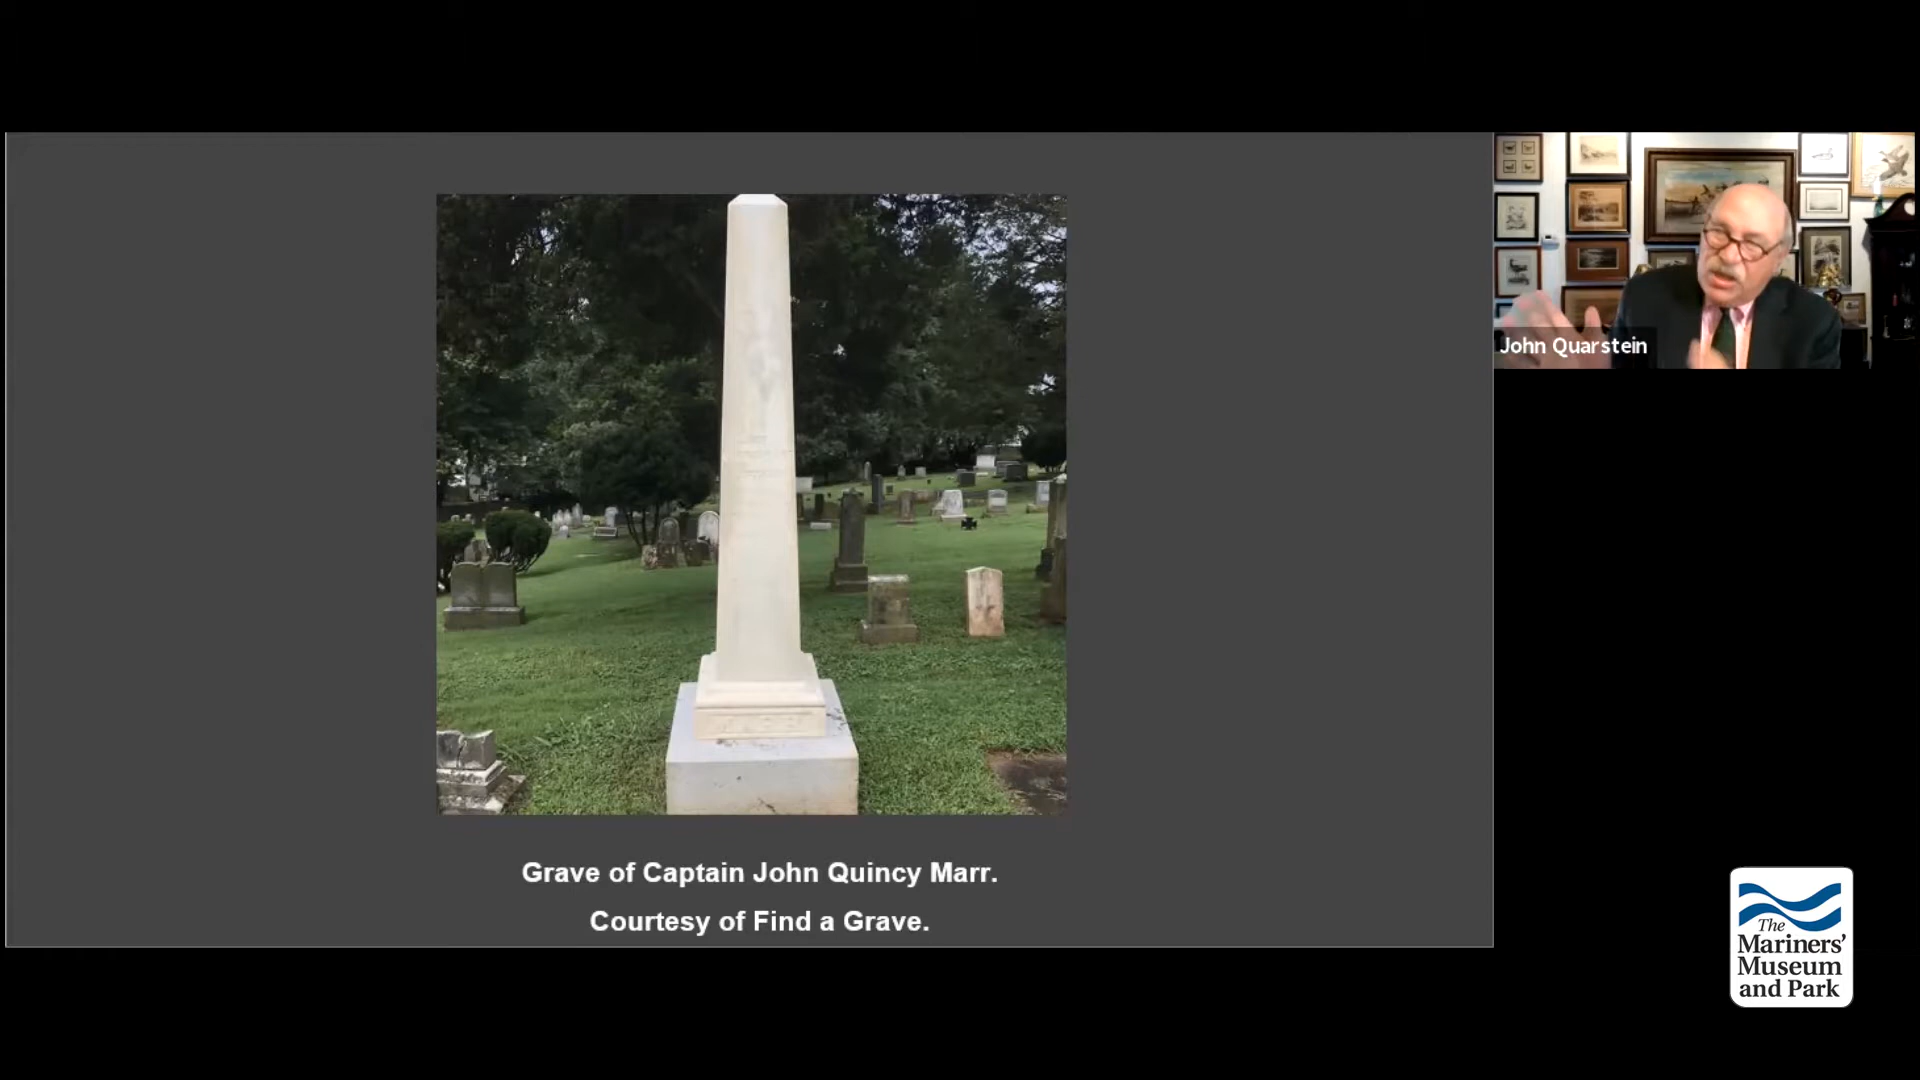 John Quarstein
Grave of Captain John Quincy Marr.
Courtesy of Find a Grave.
The
Mariners'
Museum
and Park